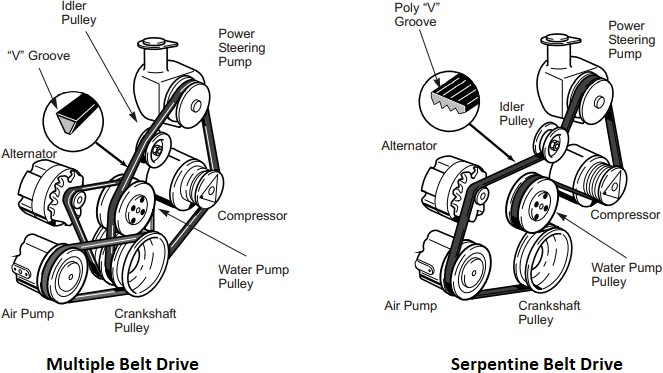 Idler
Pulley
Power
Steering
Pump
“V” Groove
Alternator
Compressor
Water Pump
Pulley
Air Pump
Crankshaft
Pulley
Multiple Belt Drive
Poly “V”
Groove
Power
Steering
Pump
Idler
Pulley
Alternator
Compressor
Water Pump
Pulley
Air Pump
Crankshaft
Pulley
Serpentine Belt Drive